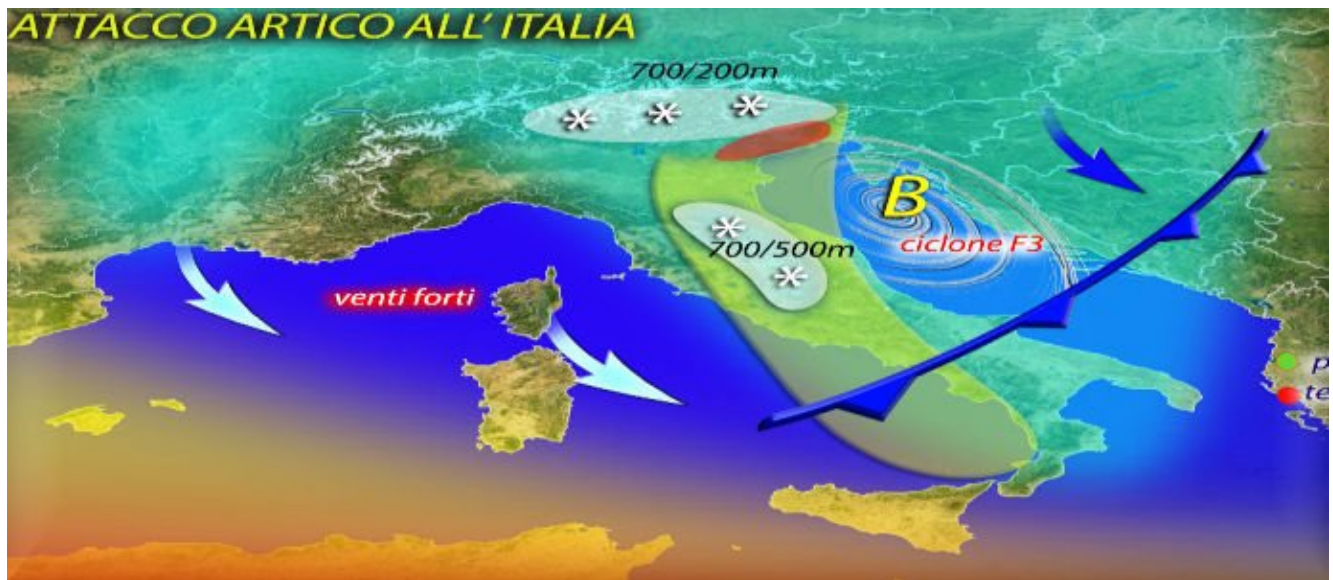 ATTACCO ARTICO ALL' ITALIA
700/200m
B
700/500m
ciclone F3
venti forti